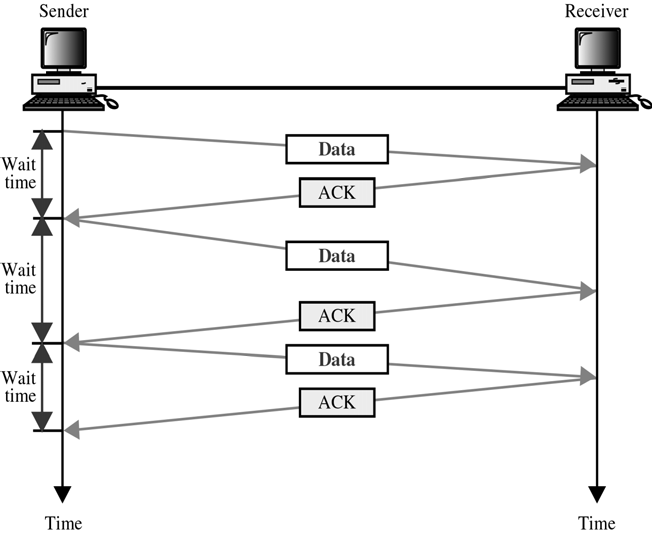 Sender
Receiver
Data
Wait
time
ACK
Data
Wait
time
ACK
Data
Wait
time
ACK
Time
Time